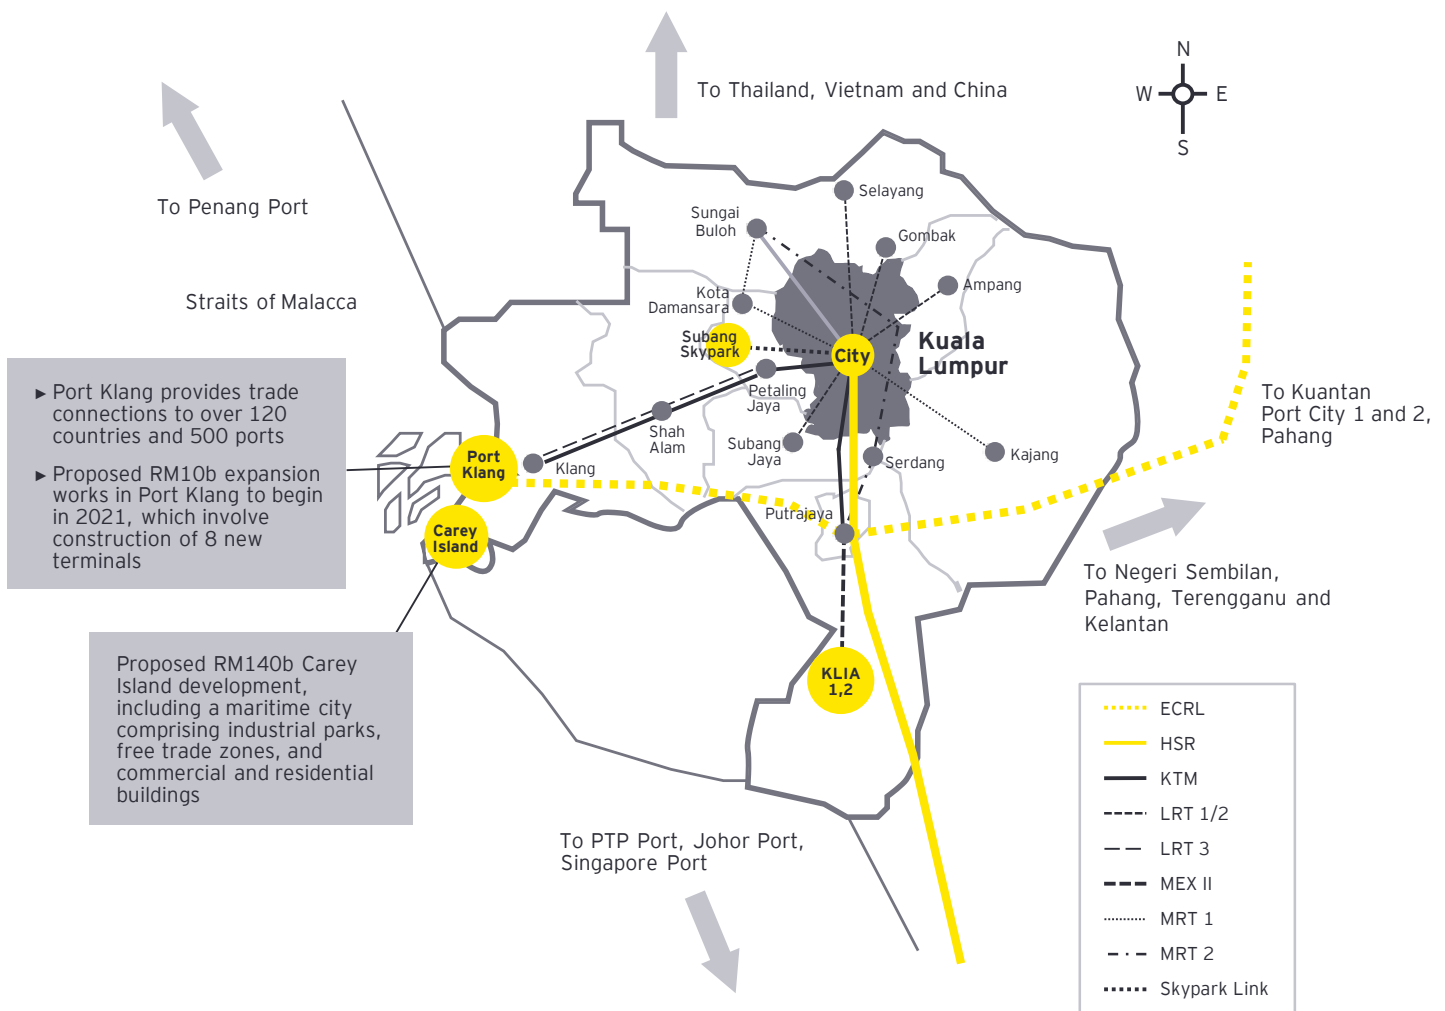 To Thailand, Vietnam and China
N
W
E
S
To Penang Port
Selayang
Sungai
Buloh
Gombak
Ampang
Straits of Malacca
Kota
Damansara
Subang
Skypark
City
Kuala
Lumpur
Petaling
Jaya
To Kuantan
Port City 1 and 2,
Pahang
► Port Klang provides trade
connections to over 120
countries and 500 ports
► Proposed RM10b expansion
works in Port Klang to begin
in 2021, which involve
construction of 8 new
terminals
Port
Klang
Klang
Shah
Alam
Subang
Jaya
Serdang
Kajang
Carey
Island
Putrajaya
To Negeri Sembilan,
Pahang, Terengganu and
Kelantan
KLIA
1,2
Proposed RM140b Carey
Island development,
including a maritime city
comprising industrial parks,
free trade zones, and
commercial and residential
buildings
To PTP Port, Johor Port,
Singapore Port
ECRL
HSR
KTM
LRT 1/2
LRT 3
MEX II
MRT 1
MRT 2
Skypark Link